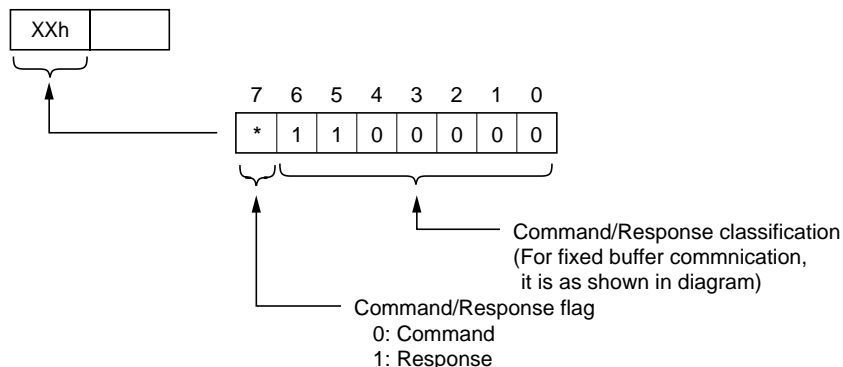 XXh
7 6 5 4 3 2 1 0
* 1 1 0 0 0 0 0
Command/Response classification
(For fixed buffer commnication,
it is as shown in diagram)
Command/Response flag
0: Command
1: Response